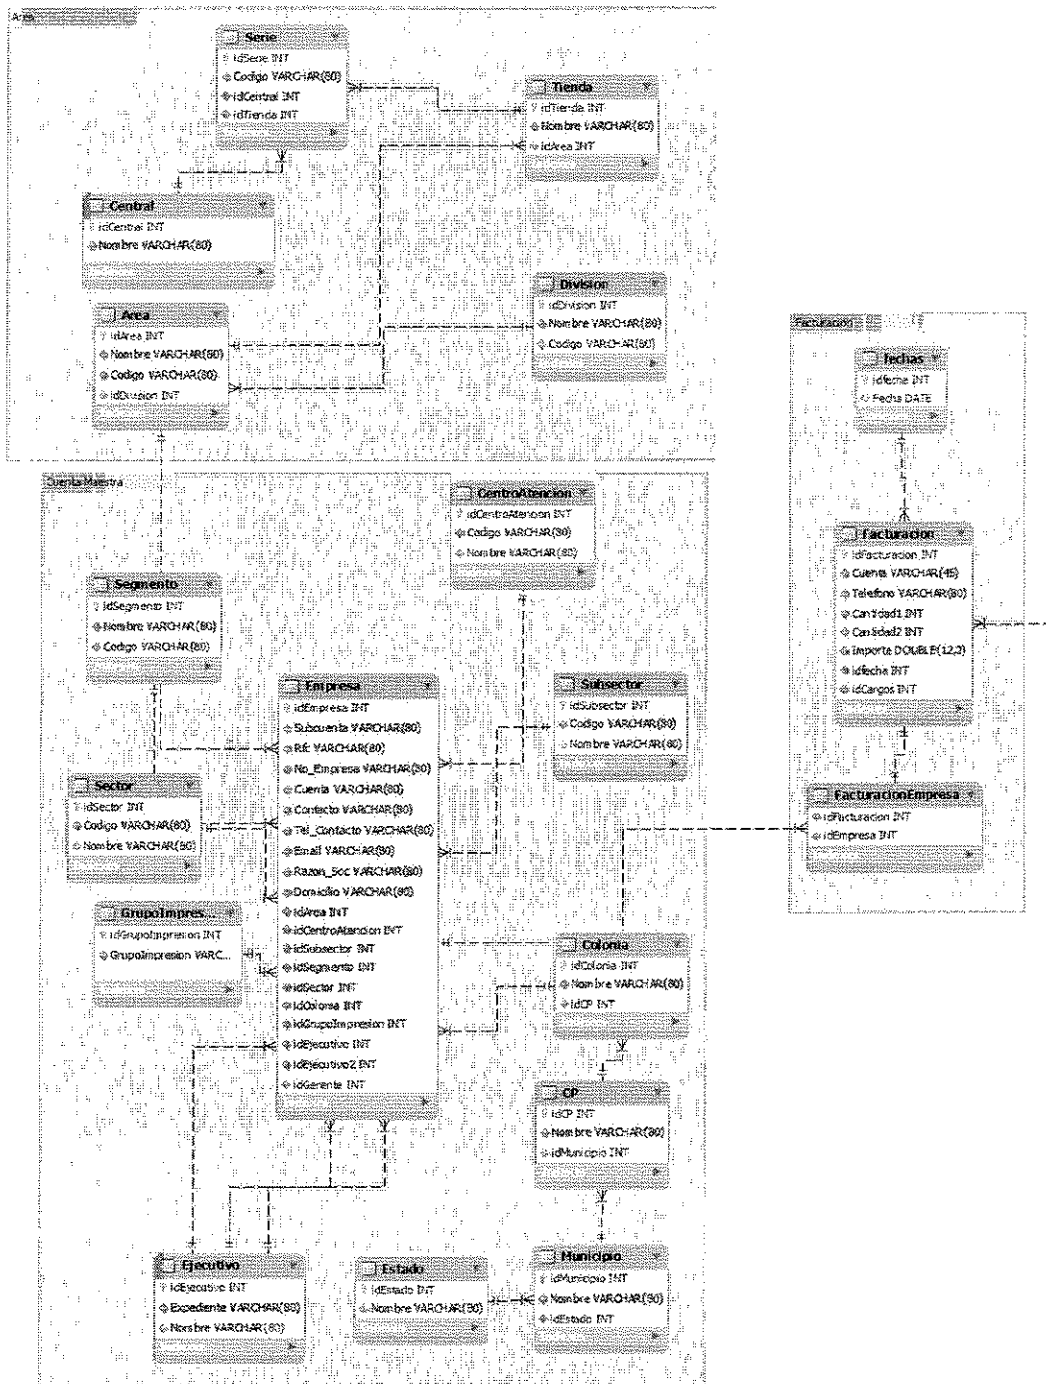 Area
Serie
idSerie INT
Codigo VARCHAR(80)
idCentral INT
idTienda INT
Tienda
idTienda INT
Nombre VARCHAR(80)
idArea INT
Central
idCentral INT
Nombre VARCHAR(80)
Division
idDivision INT
Nombre VARCHAR(80)
Codigo VARCHAR(80)
Area
idArea INT
Nombre VARCHAR(80)
Codigo VARCHAR(80)
idDivision INT
Facturación
fechas
idfecha INT
Fecha DATE
Cuenta Maestra
CentroAtencion
idCentroAtencion INT
Codigo VARCHAR(80)
Nombre VARCHAR(80)
Facturacion
idFacturacion INT
Cuenta VARCHAR(45)
Telefono VARCHAR(80)
Cantidad1 INT
Cantidad2 INT
Importe DOUBLE(12,2)
idfecha INT
idCargos INT
Segmento
idSegmento INT
Nombre VARCHAR(80)
Codigo VARCHAR(80)
Empresa
idEmpresa INT
Subcuenta VARCHAR(80)
RFC VARCHAR(80)
No_Empresa VARCHAR(80)
Cuenta VARCHAR(80)
Contacto VARCHAR(80)
Tel_Contacto VARCHAR(80)
Email VARCHAR(80)
Razon_Soc VARCHAR(80)
Domicilio VARCHAR(80)
idArea INT
idCentroAtencion INT
idSubsector INT
idSegmento INT
idSector INT
idColonia INT
idGrupoImpresion INT
idEjecutivo INT
idEjecutivo2 INT
idGerente INT
Subsector
idSubsector INT
Codigo VARCHAR(80)
Nombre VARCHAR(80)
Sector
idSector INT
Codigo VARCHAR(80)
Nombre VARCHAR(80)
FacturacionEmpresa
idFacturacion INT
idEmpresa INT
GrupoImpres...
idGrupoImpresion INT
GrupoImpresion VARC...
Colonia
idColonia INT
Nombre VARCHAR(80)
idCP INT
CP
idCP INT
Nombre VARCHAR(80)
idMunicipio INT
Ejecutivo
idEjecutivo INT
Expediente VARCHAR(80)
Nombre VARCHAR(80)
Estado
idEstado INT
Nombre VARCHAR(80)
Municipio
idMunicipio INT
Nombre VARCHAR(80)
idEstado INT